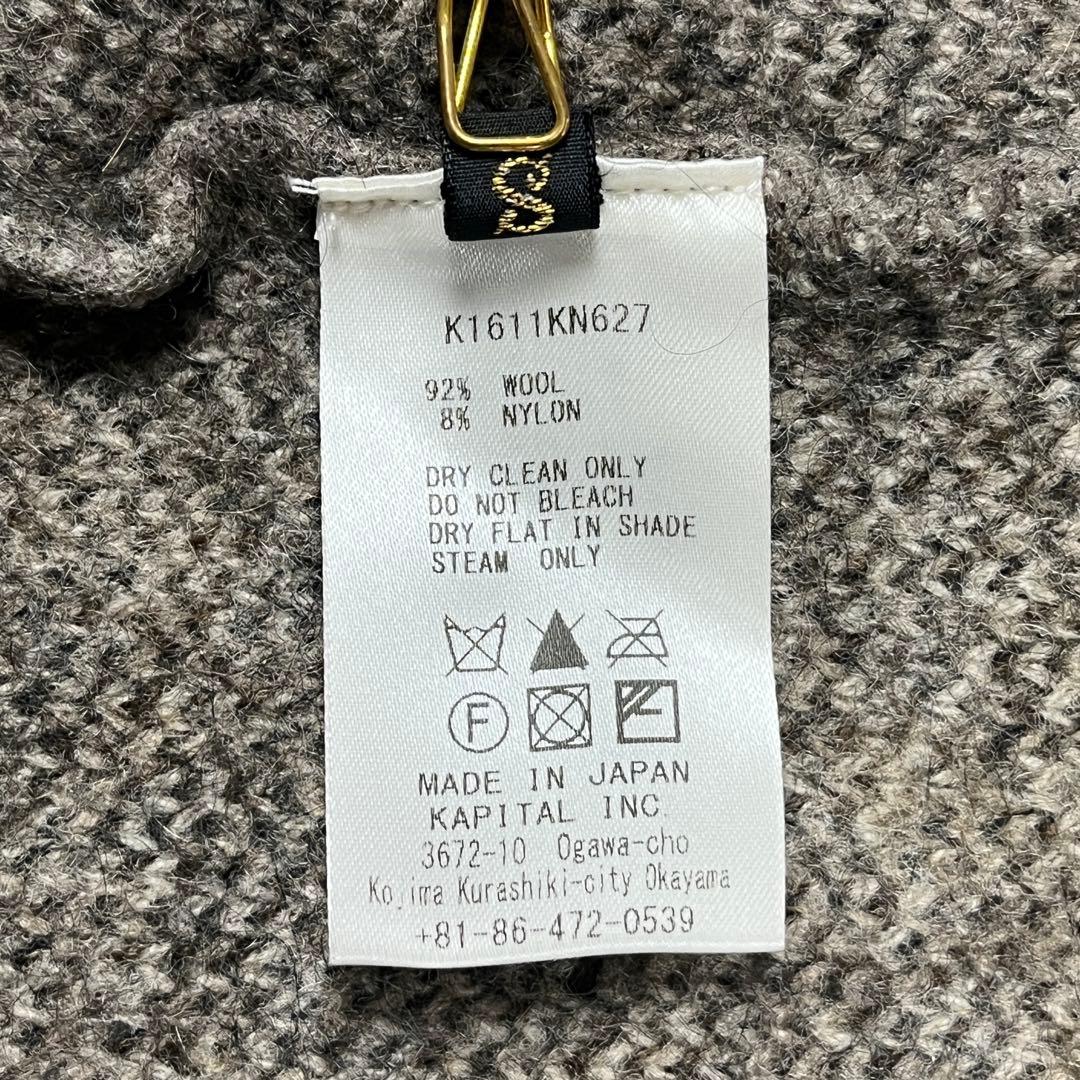 S
K1611KN627
92% WOOL
8% NYLON
DRY CLEAN ONLY
DO NOT BLEACH
DRY FLAT IN SHADE
STEAM ONLY
F
MADE IN JAPAN
KAPITAL INC.
3672-10 Ogawa-cho
Kojima Kurashiki-city Okayama
+81-86-472-0539